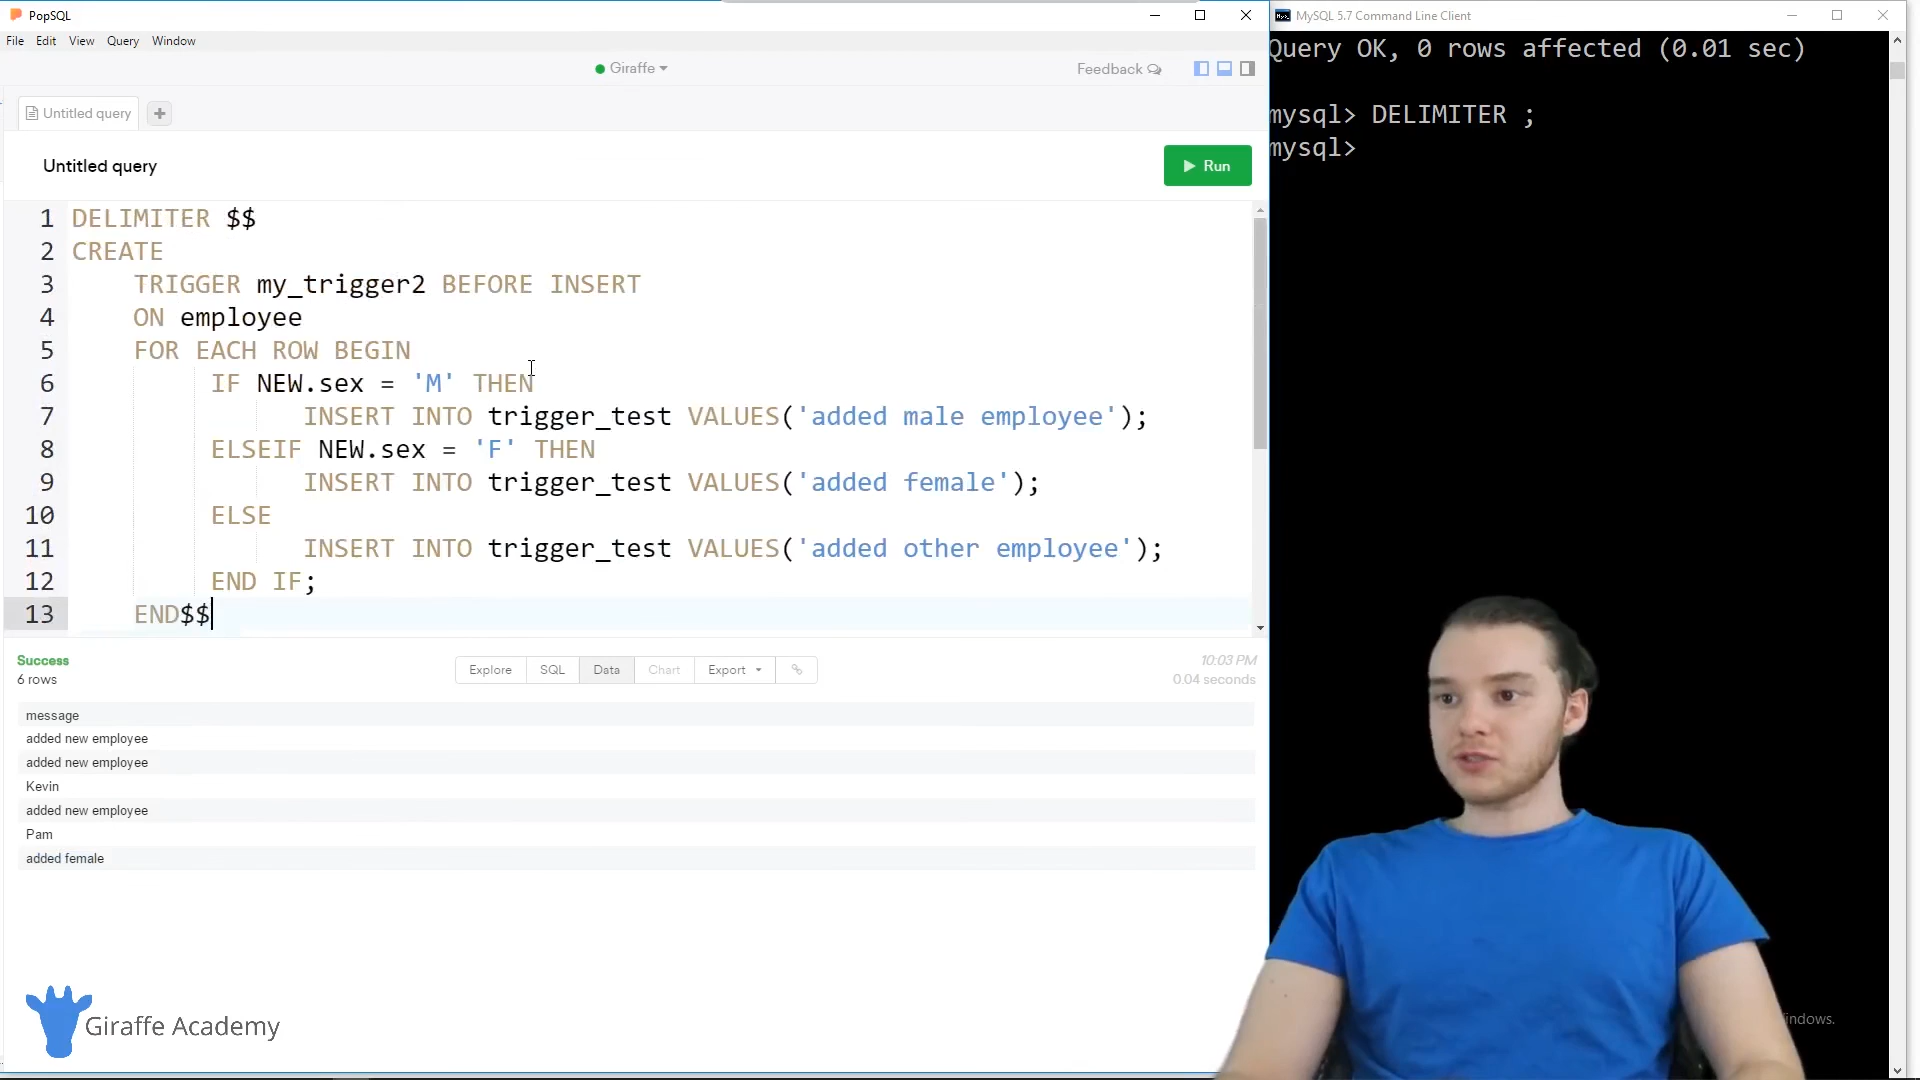 PopSQL
File Edit View Query Window
Giraffe
Feedback
Untitled query
Untitled query
Run
1 DELIMITER $$
2 CREATE
3 TRIGGER my_trigger2 BEFORE INSERT
4 ON employee
5 FOR EACH ROW BEGIN
6 IF NEW.sex = 'M' THEN
7 INSERT INTO trigger_test VALUES('added male employee');
8 ELSEIF NEW.sex = 'F' THEN
9 INSERT INTO trigger_test VALUES('added female');
10 ELSE
11 INSERT INTO trigger_test VALUES('added other employee');
12 END IF;
13 END$$
Success
6 rows
Explore SQL Data Chart Export
10:03 PM
0.04 seconds
message
added new employee
added new employee
Kevin
added new employee
Pam
added female
Giraffe Academy
MySQL 5.7 Command Line Client
Query OK, 0 rows affected (0.01 sec)
mysql> DELIMITER ;
mysql>
indows.